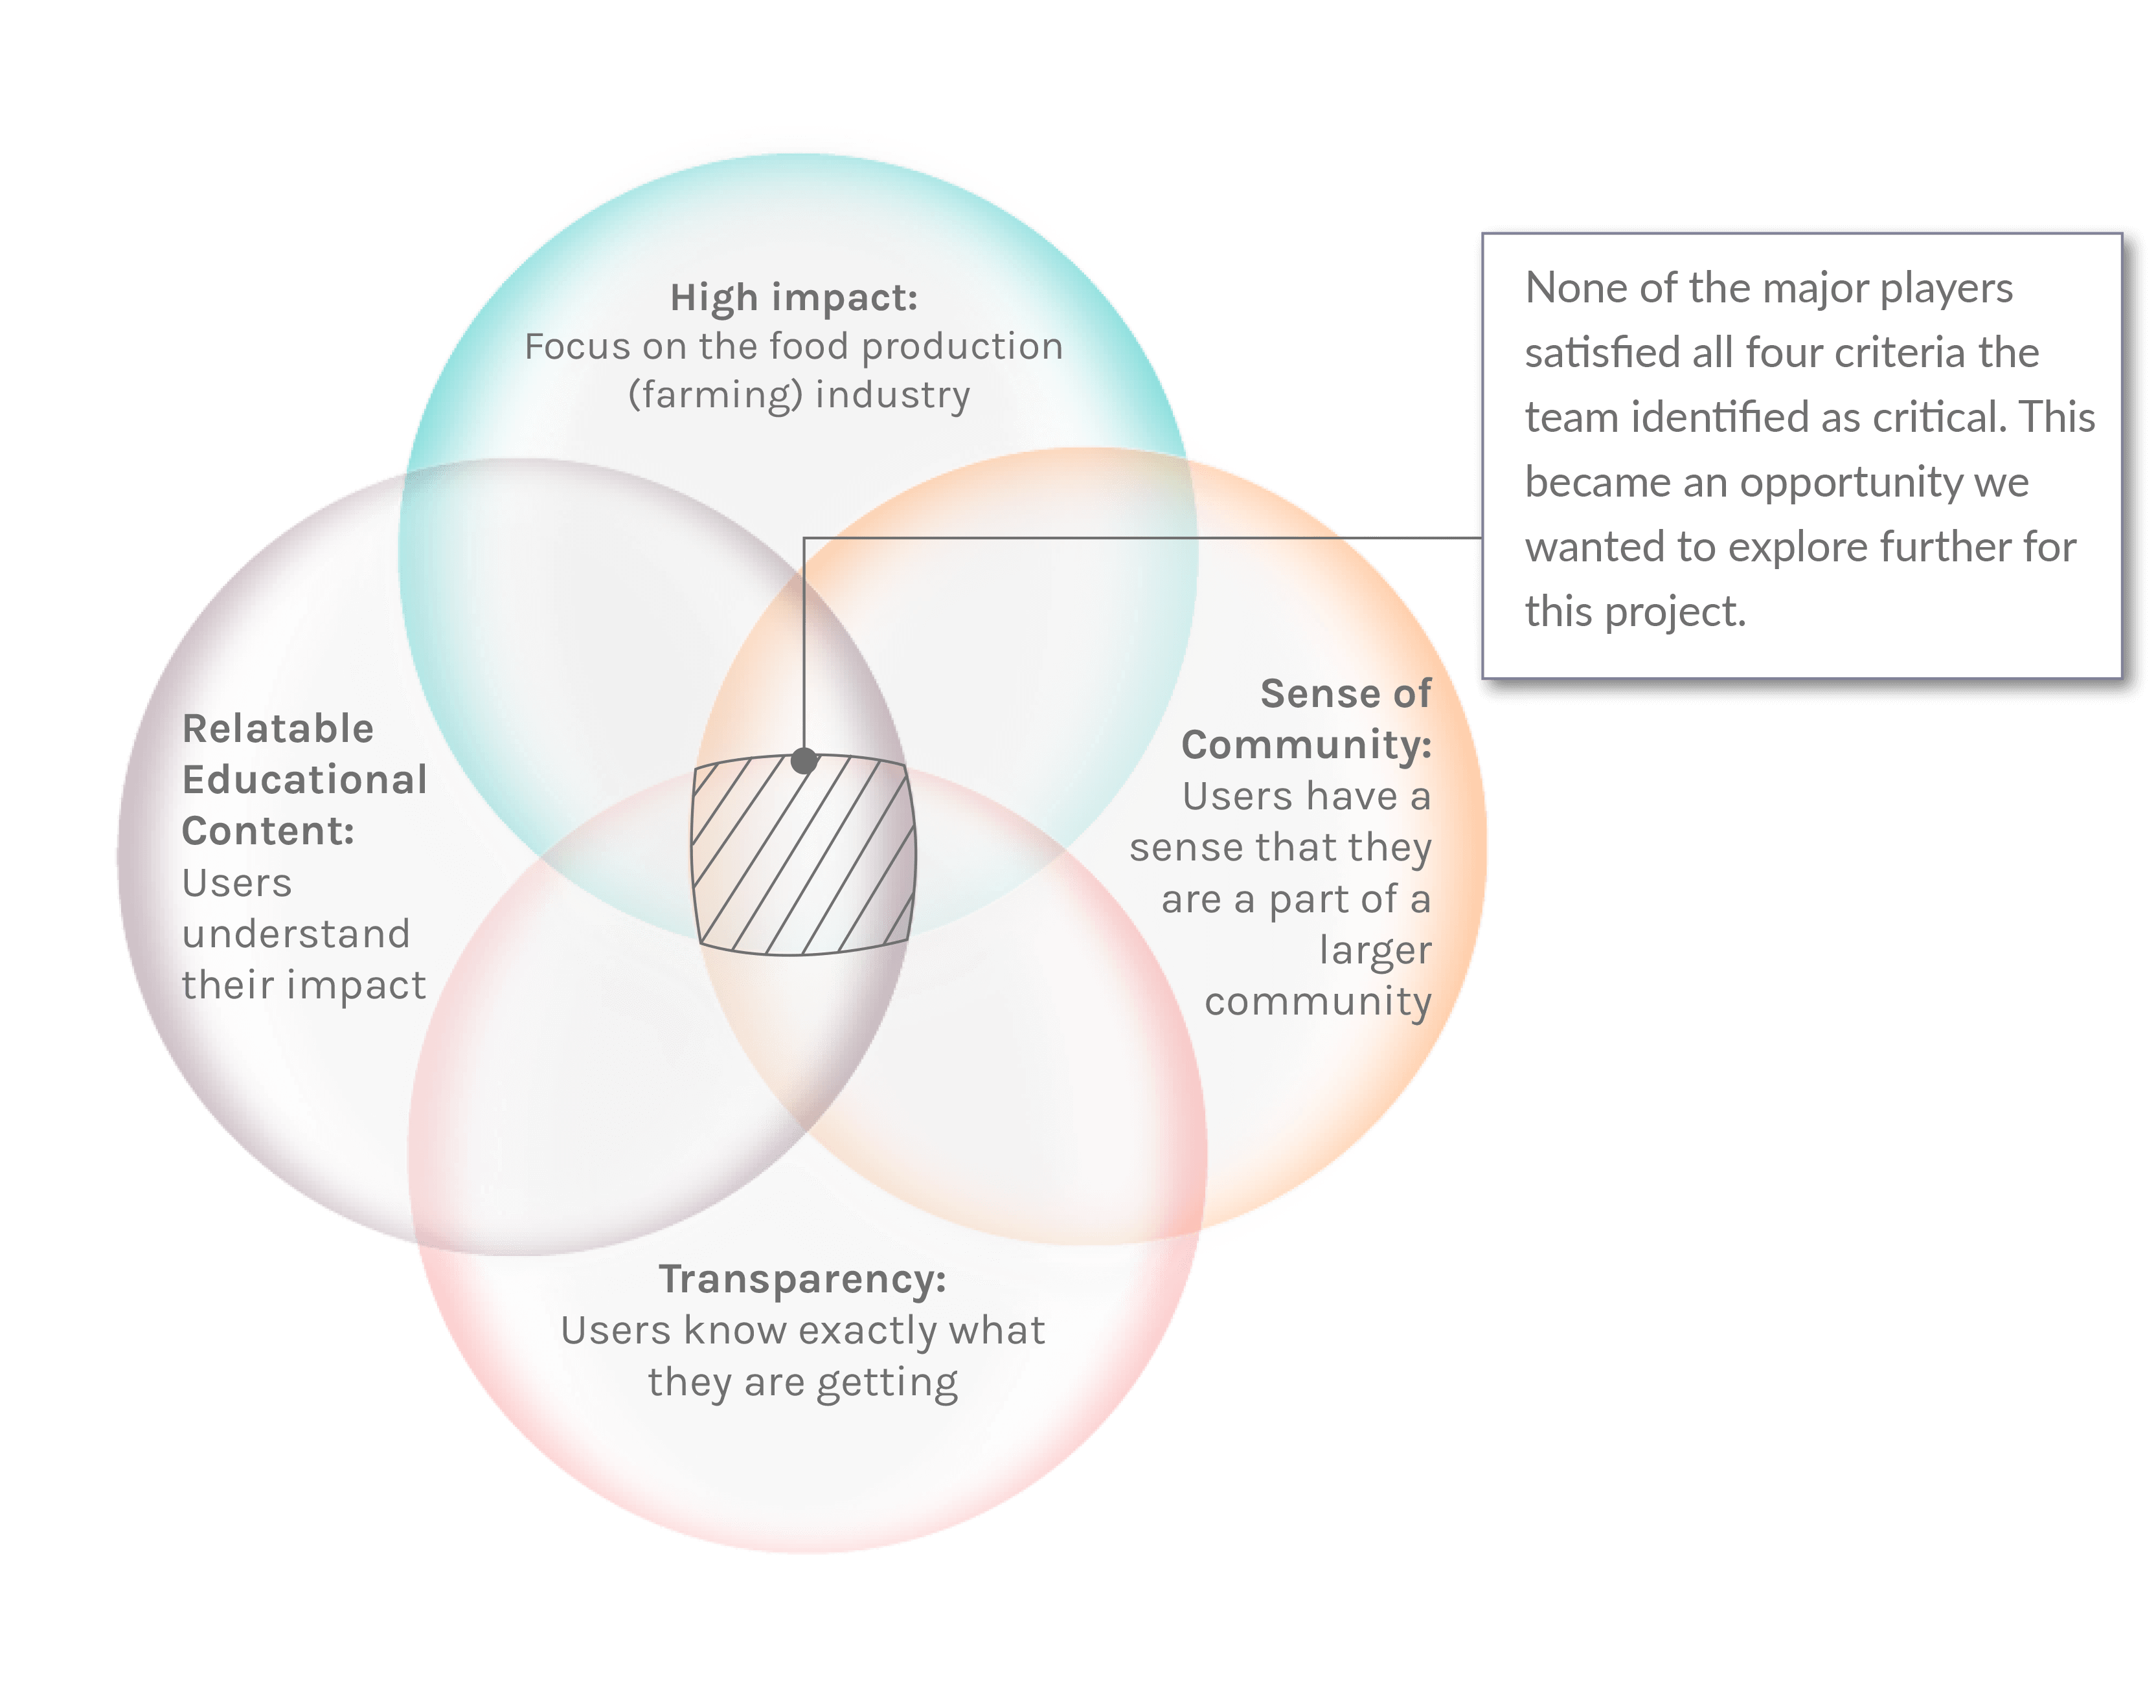 High impact:
Focus on the food production
(farming) industry
None of the major players
satisfied all four criteria the
team identified as critical. This
became an opportunity we
wanted to explore further for
this project.
Relatable
Educational
Content:
Users
understand
their impact
Sense of
Community:
Users have a
sense that they
are a part of a
larger
community
Transparency:
Users know exactly what
they are getting